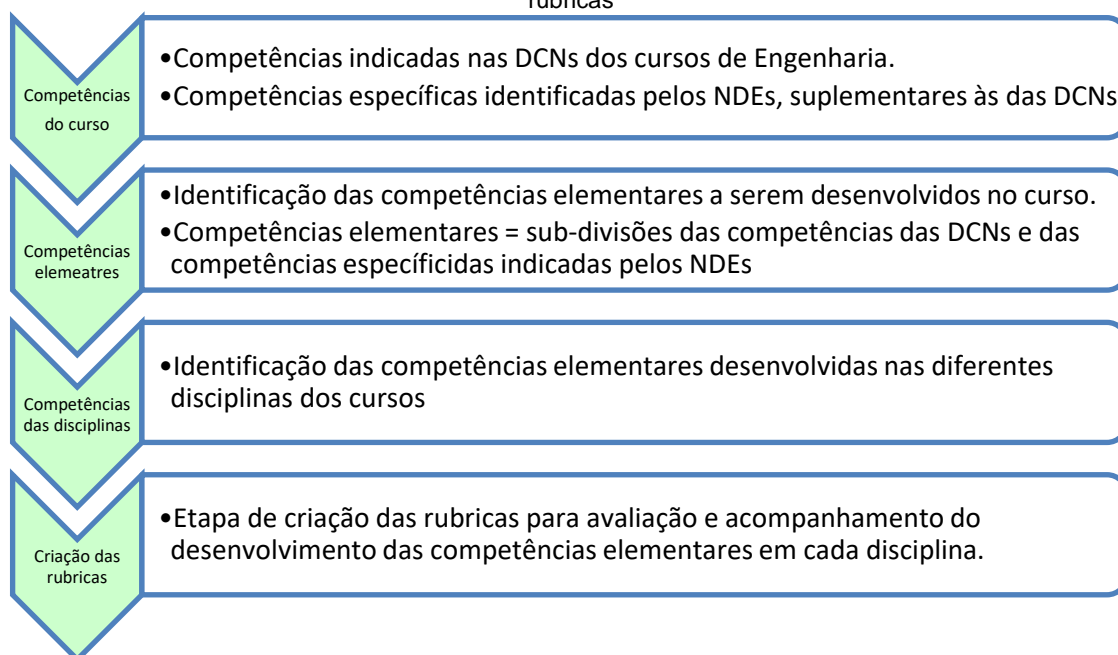 rubricas
Competências
do curso
•Competências indicadas nas DCNs dos cursos de Engenharia.
•Competências específicas identificadas pelos NDEs, suplementares às das DCNs
Competências
elemeatres
•Identificação das competências elementares a serem desenvolvidos no curso.
•Competências elementares = sub-divisões das competências das DCNs e das
competências específicidas indicadas pelos NDEs
Competências
das disciplinas
•Identificação das competências elementares desenvolvidas nas diferentes
disciplinas dos cursos
Criação das
rubricas
•Etapa de criação das rubricas para avaliação e acompanhamento do
desenvolvimento das competências elementares em cada disciplina.